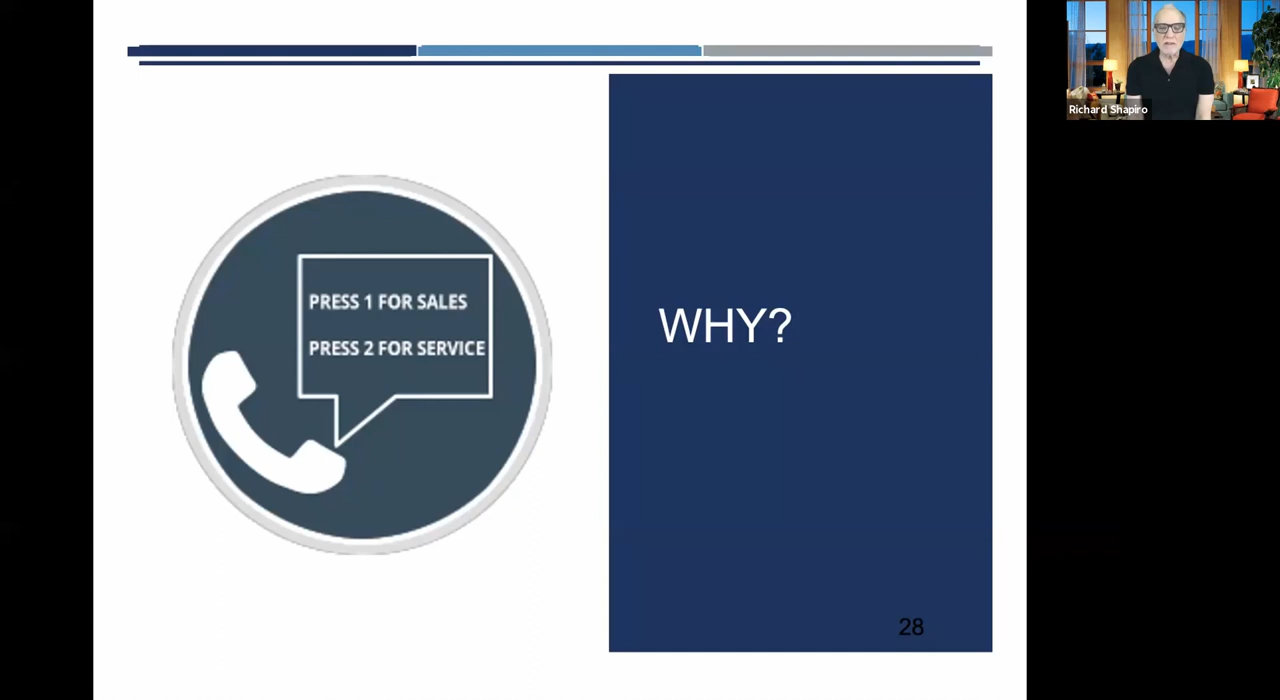 PRESS 1 FOR SALES
PRESS 2 FOR SERVICE
WHY?
28
Richard Shapiro